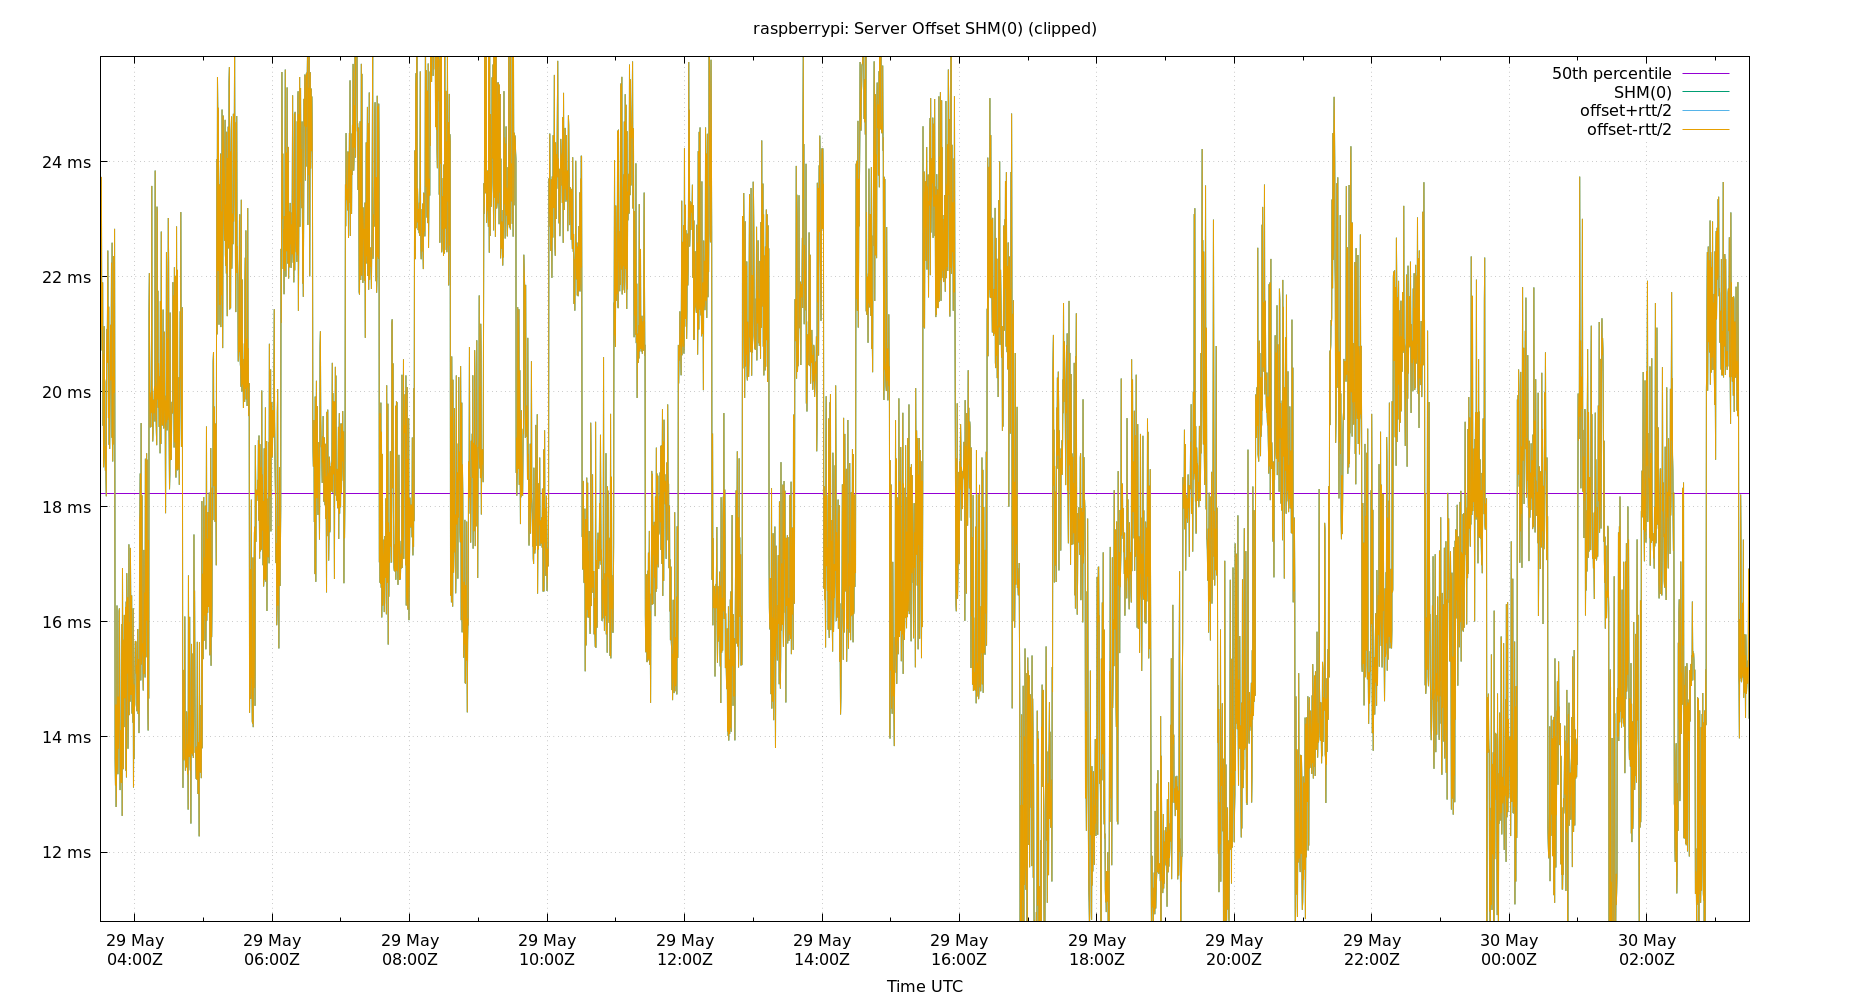 raspberrypi: Server Offset SHM(0) (clipped)
50th percentile
SHM(0)
offset+rtt/2
offset-rtt/2
24 ms
22 ms
20 ms
18 ms
16 ms
14 ms
12 ms
29 May 29 May 29 May 29 May 29 May 29 May 29 May 29 May 29 May 29 May 30 May 30 May
04:00Z 06:00Z 08:00Z 10:00Z 12:00Z 14:00Z 16:00Z 18:00Z 20:00Z 22:00Z 00:00Z 02:00Z
Time UTC